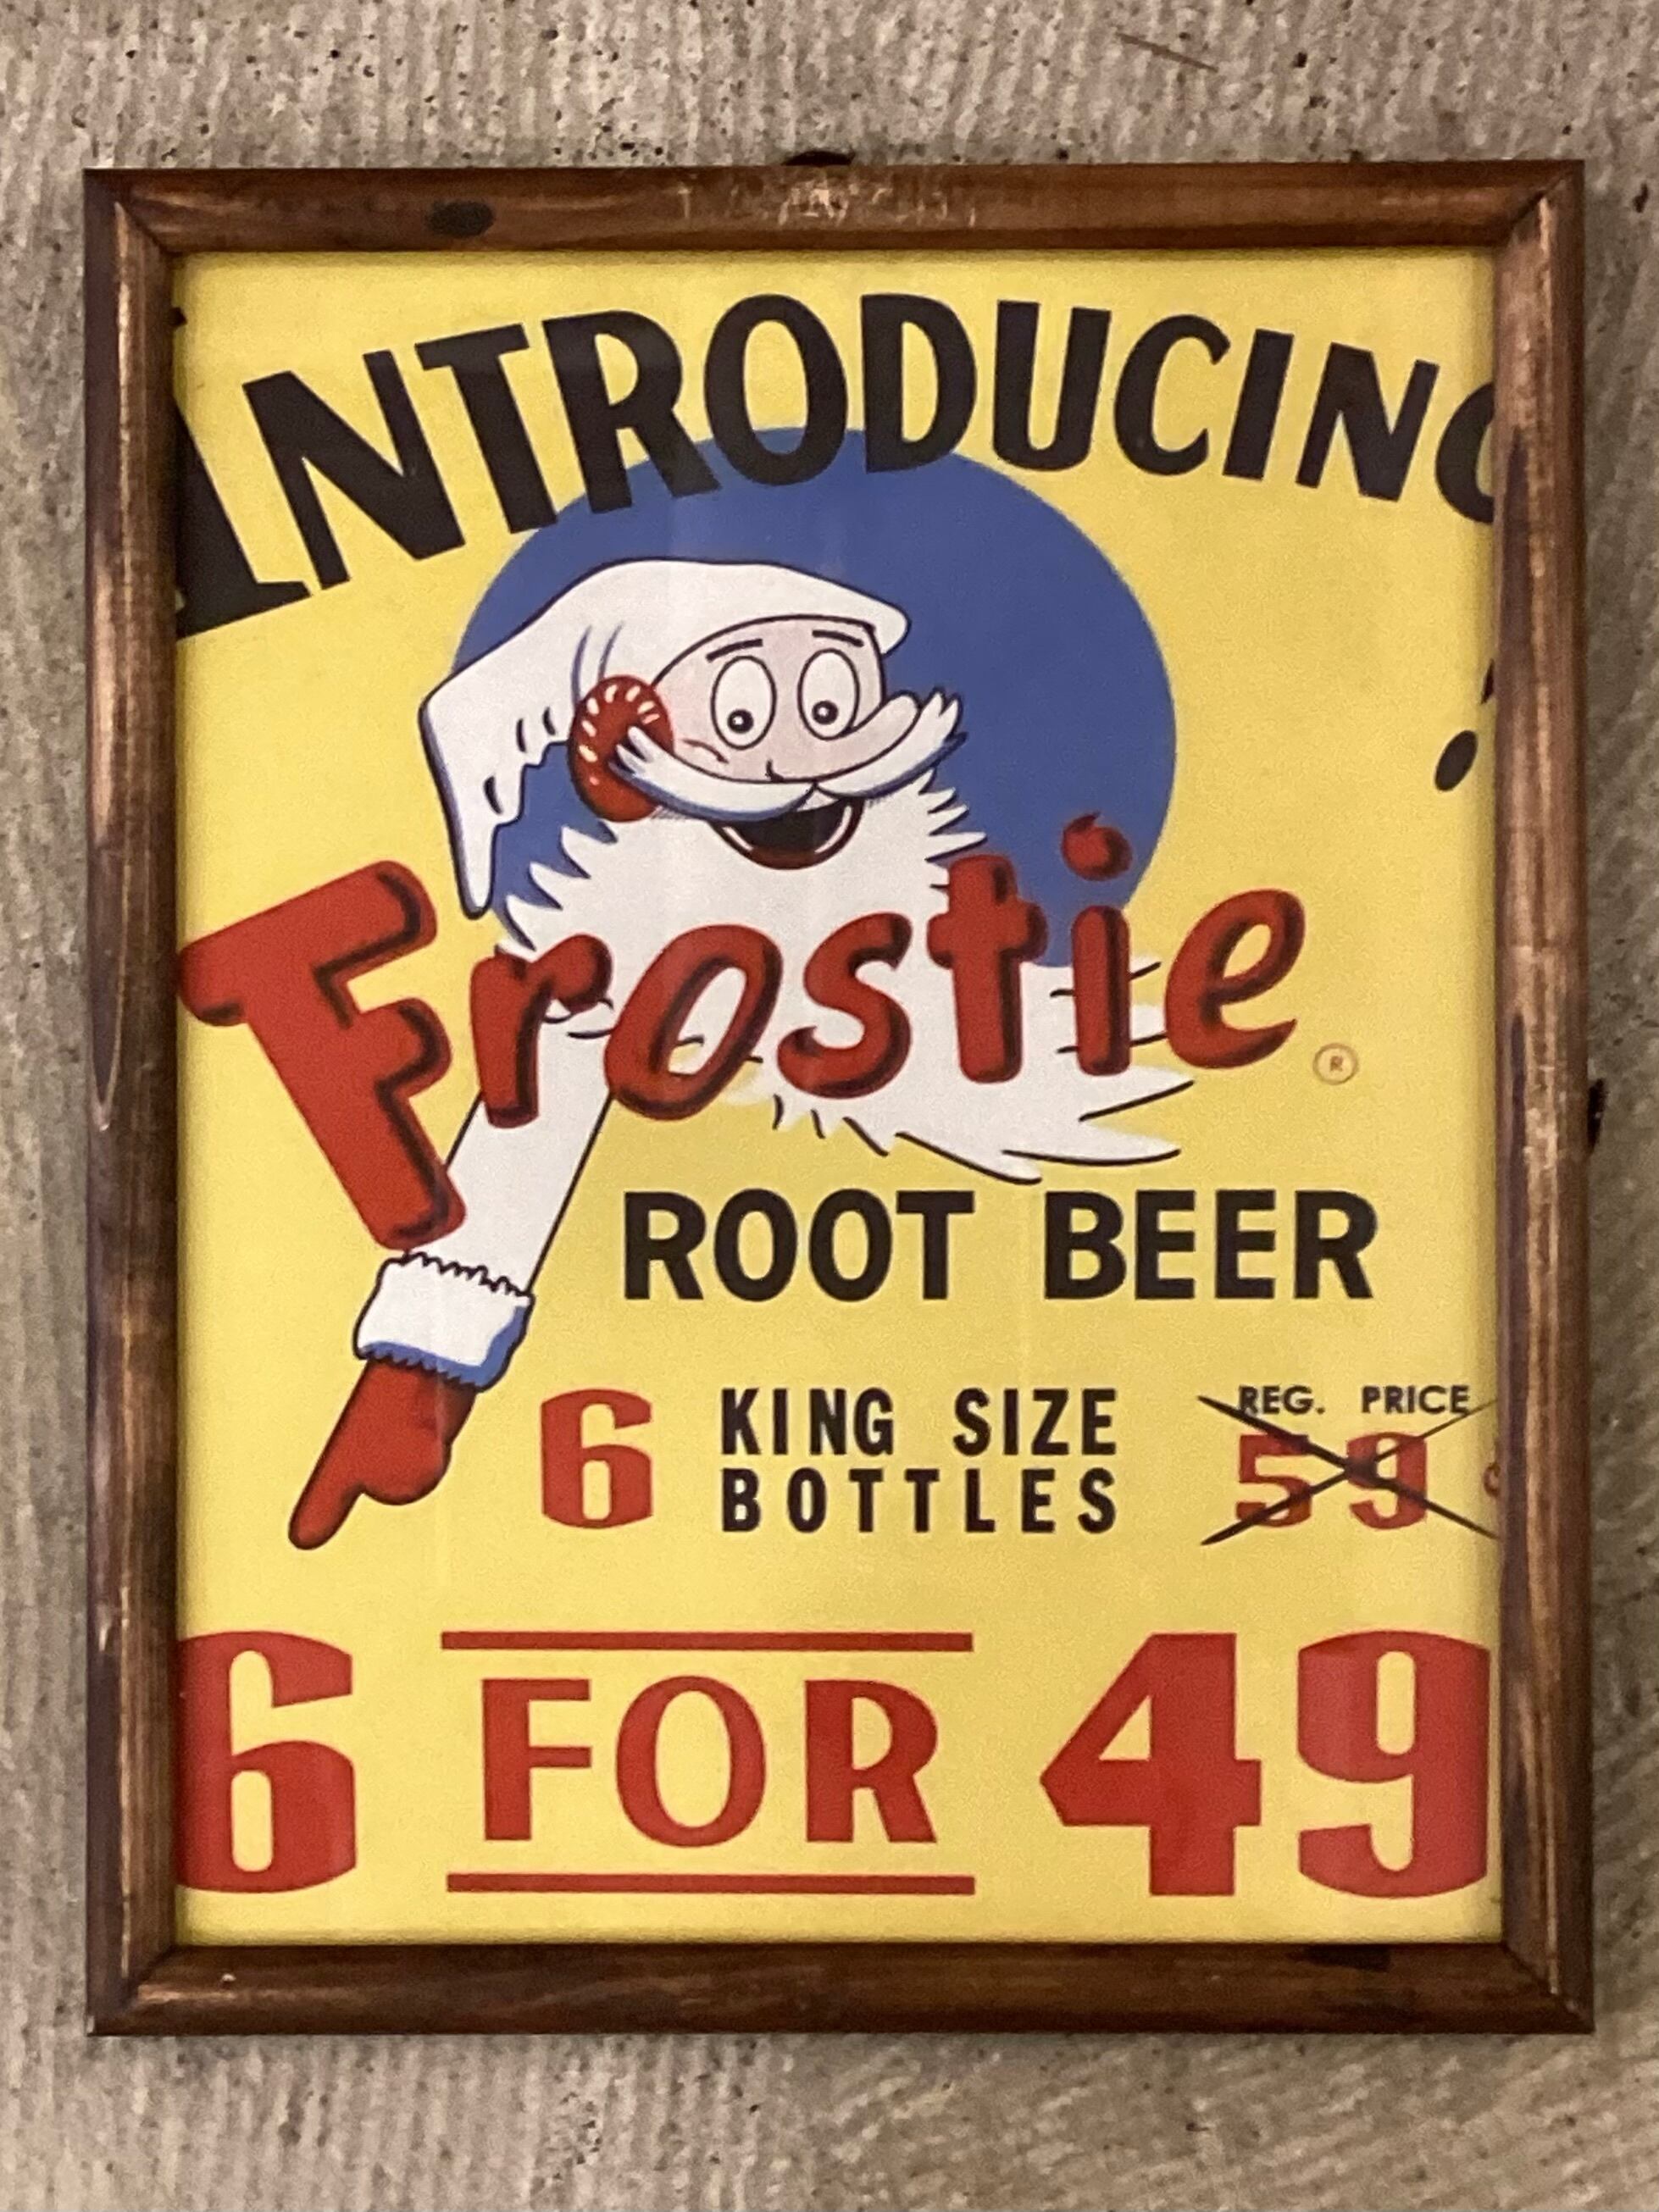 INTRODUCING
Frostie ®
ROOT BEER
6 KING SIZE BOTTLES
REG. PRICE
59
6 FOR 49